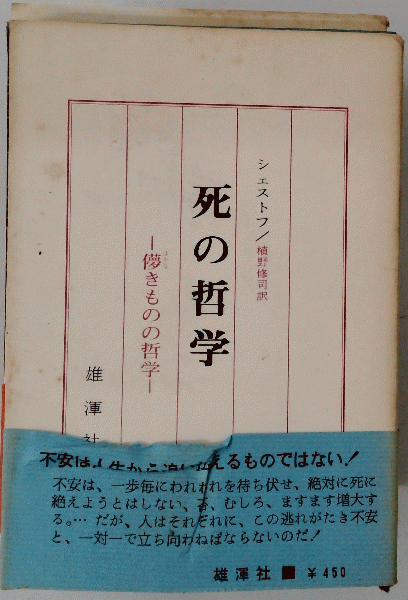 シェストフ/植野修司訳
死の哲学
―儚きものの哲学―
雄渾社
不安は人生から追い払えるものではない!
不安は、一歩毎にわれわれを待ち伏せ、絶対に死に
絶えようとはしない、否、むしろ、ますます増大す
る。… だが、人はそれぞれに、この逃れがたき不安
と、一対一で立ち向わねばならないのだ!
雄渾社 ■ ¥450